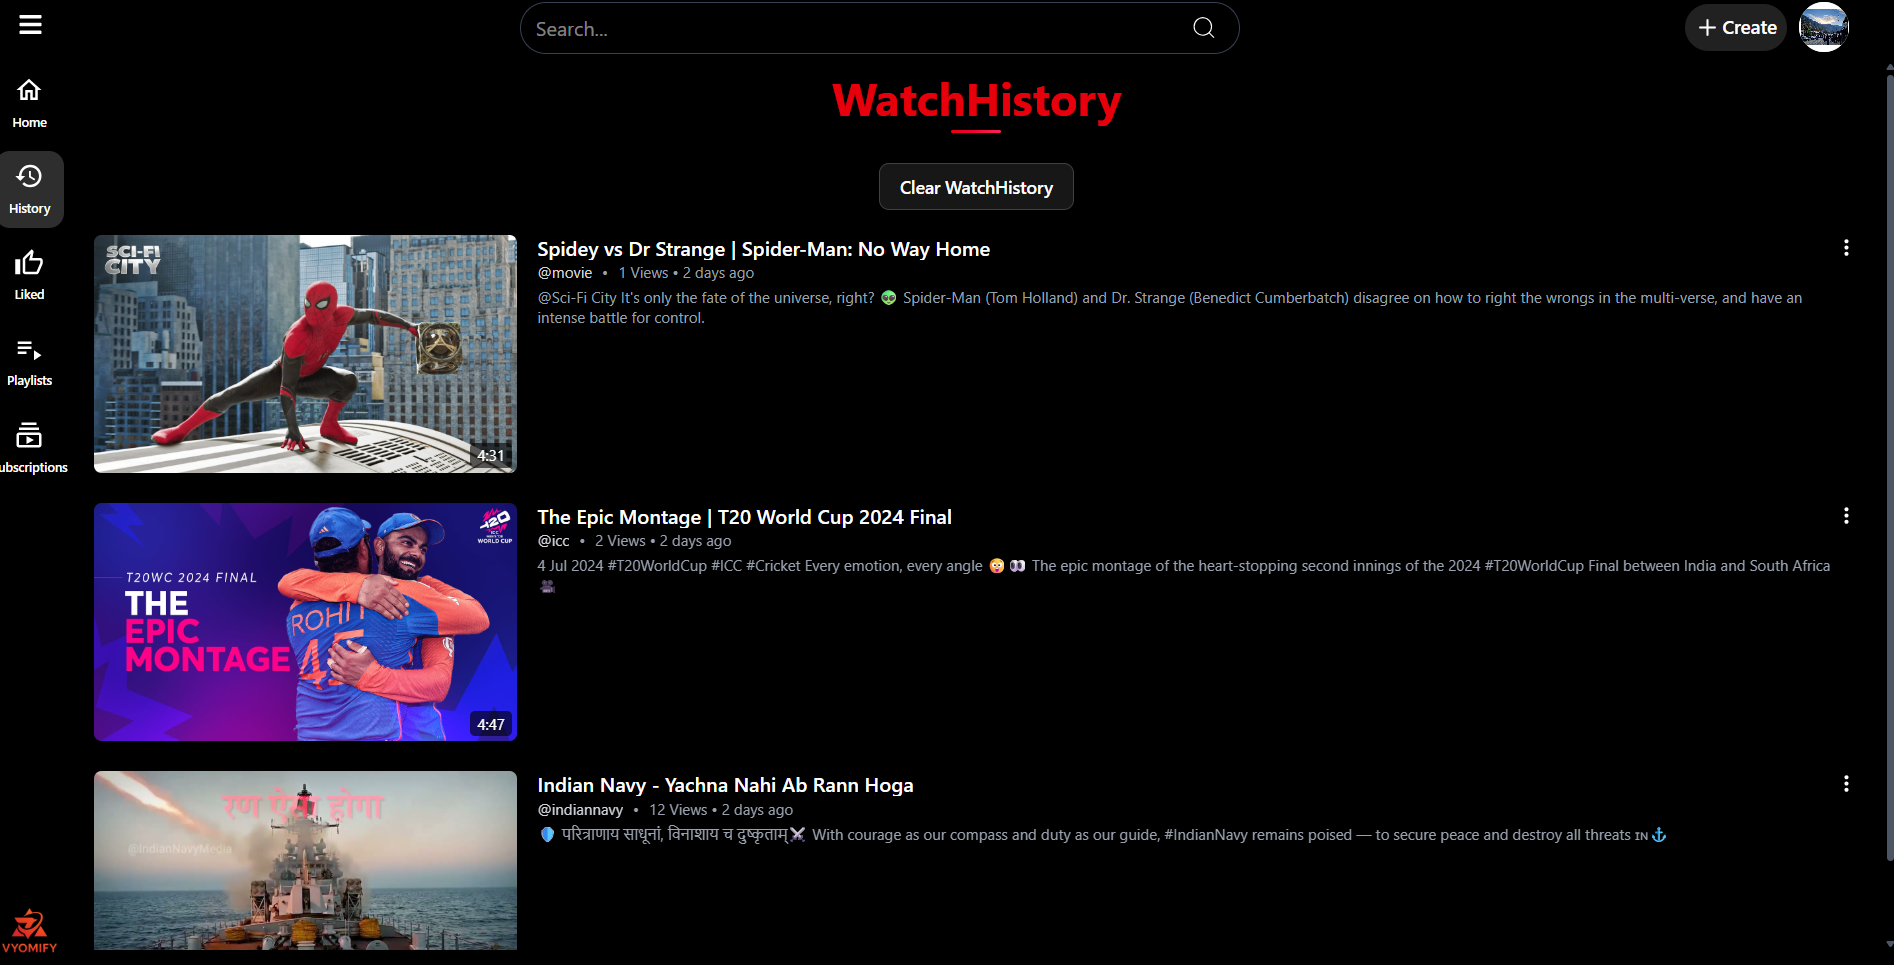 Search...
+ Create
Home
History
Liked
Playlists
ubscriptions
VYOMIFY
WatchHistory
Clear WatchHistory
SCI-FI
CITY
4:31
Spidey vs Dr Strange | Spider-Man: No Way Home
@movie • 1 Views • 2 days ago
@Sci-Fi City It's only the fate of the universe, right? 👽 Spider-Man (Tom Holland) and Dr. Strange (Benedict Cumberbatch) disagree on how to right the wrongs in the multi-verse, and have an
intense battle for control.
T20
ICC
WORLD CUP
T20WC 2024 FINAL
THE
EPIC
MONTAGE
ROHIT
45
4:47
The Epic Montage | T20 World Cup 2024 Final
@icc • 2 Views • 2 days ago
4 Jul 2024 #T20WorldCup #ICC #Cricket Every emotion, every angle 😳 👀 The epic montage of the heart-stopping second innings of the 2024 #T20WorldCup Final between India and South Africa
🎥
रण ऐसा होगा
@IndianNavyMedia
Indian Navy - Yachna Nahi Ab Rann Hoga
@indiannavy • 12 Views • 2 days ago
🛡️ परित्राणाय साधूनां, विनाशाय च दुष्कृताम्⚔️ With courage as our compass and duty as our guide, #IndianNavy remains poised — to secure peace and destroy all threats 🇮🇳⚓